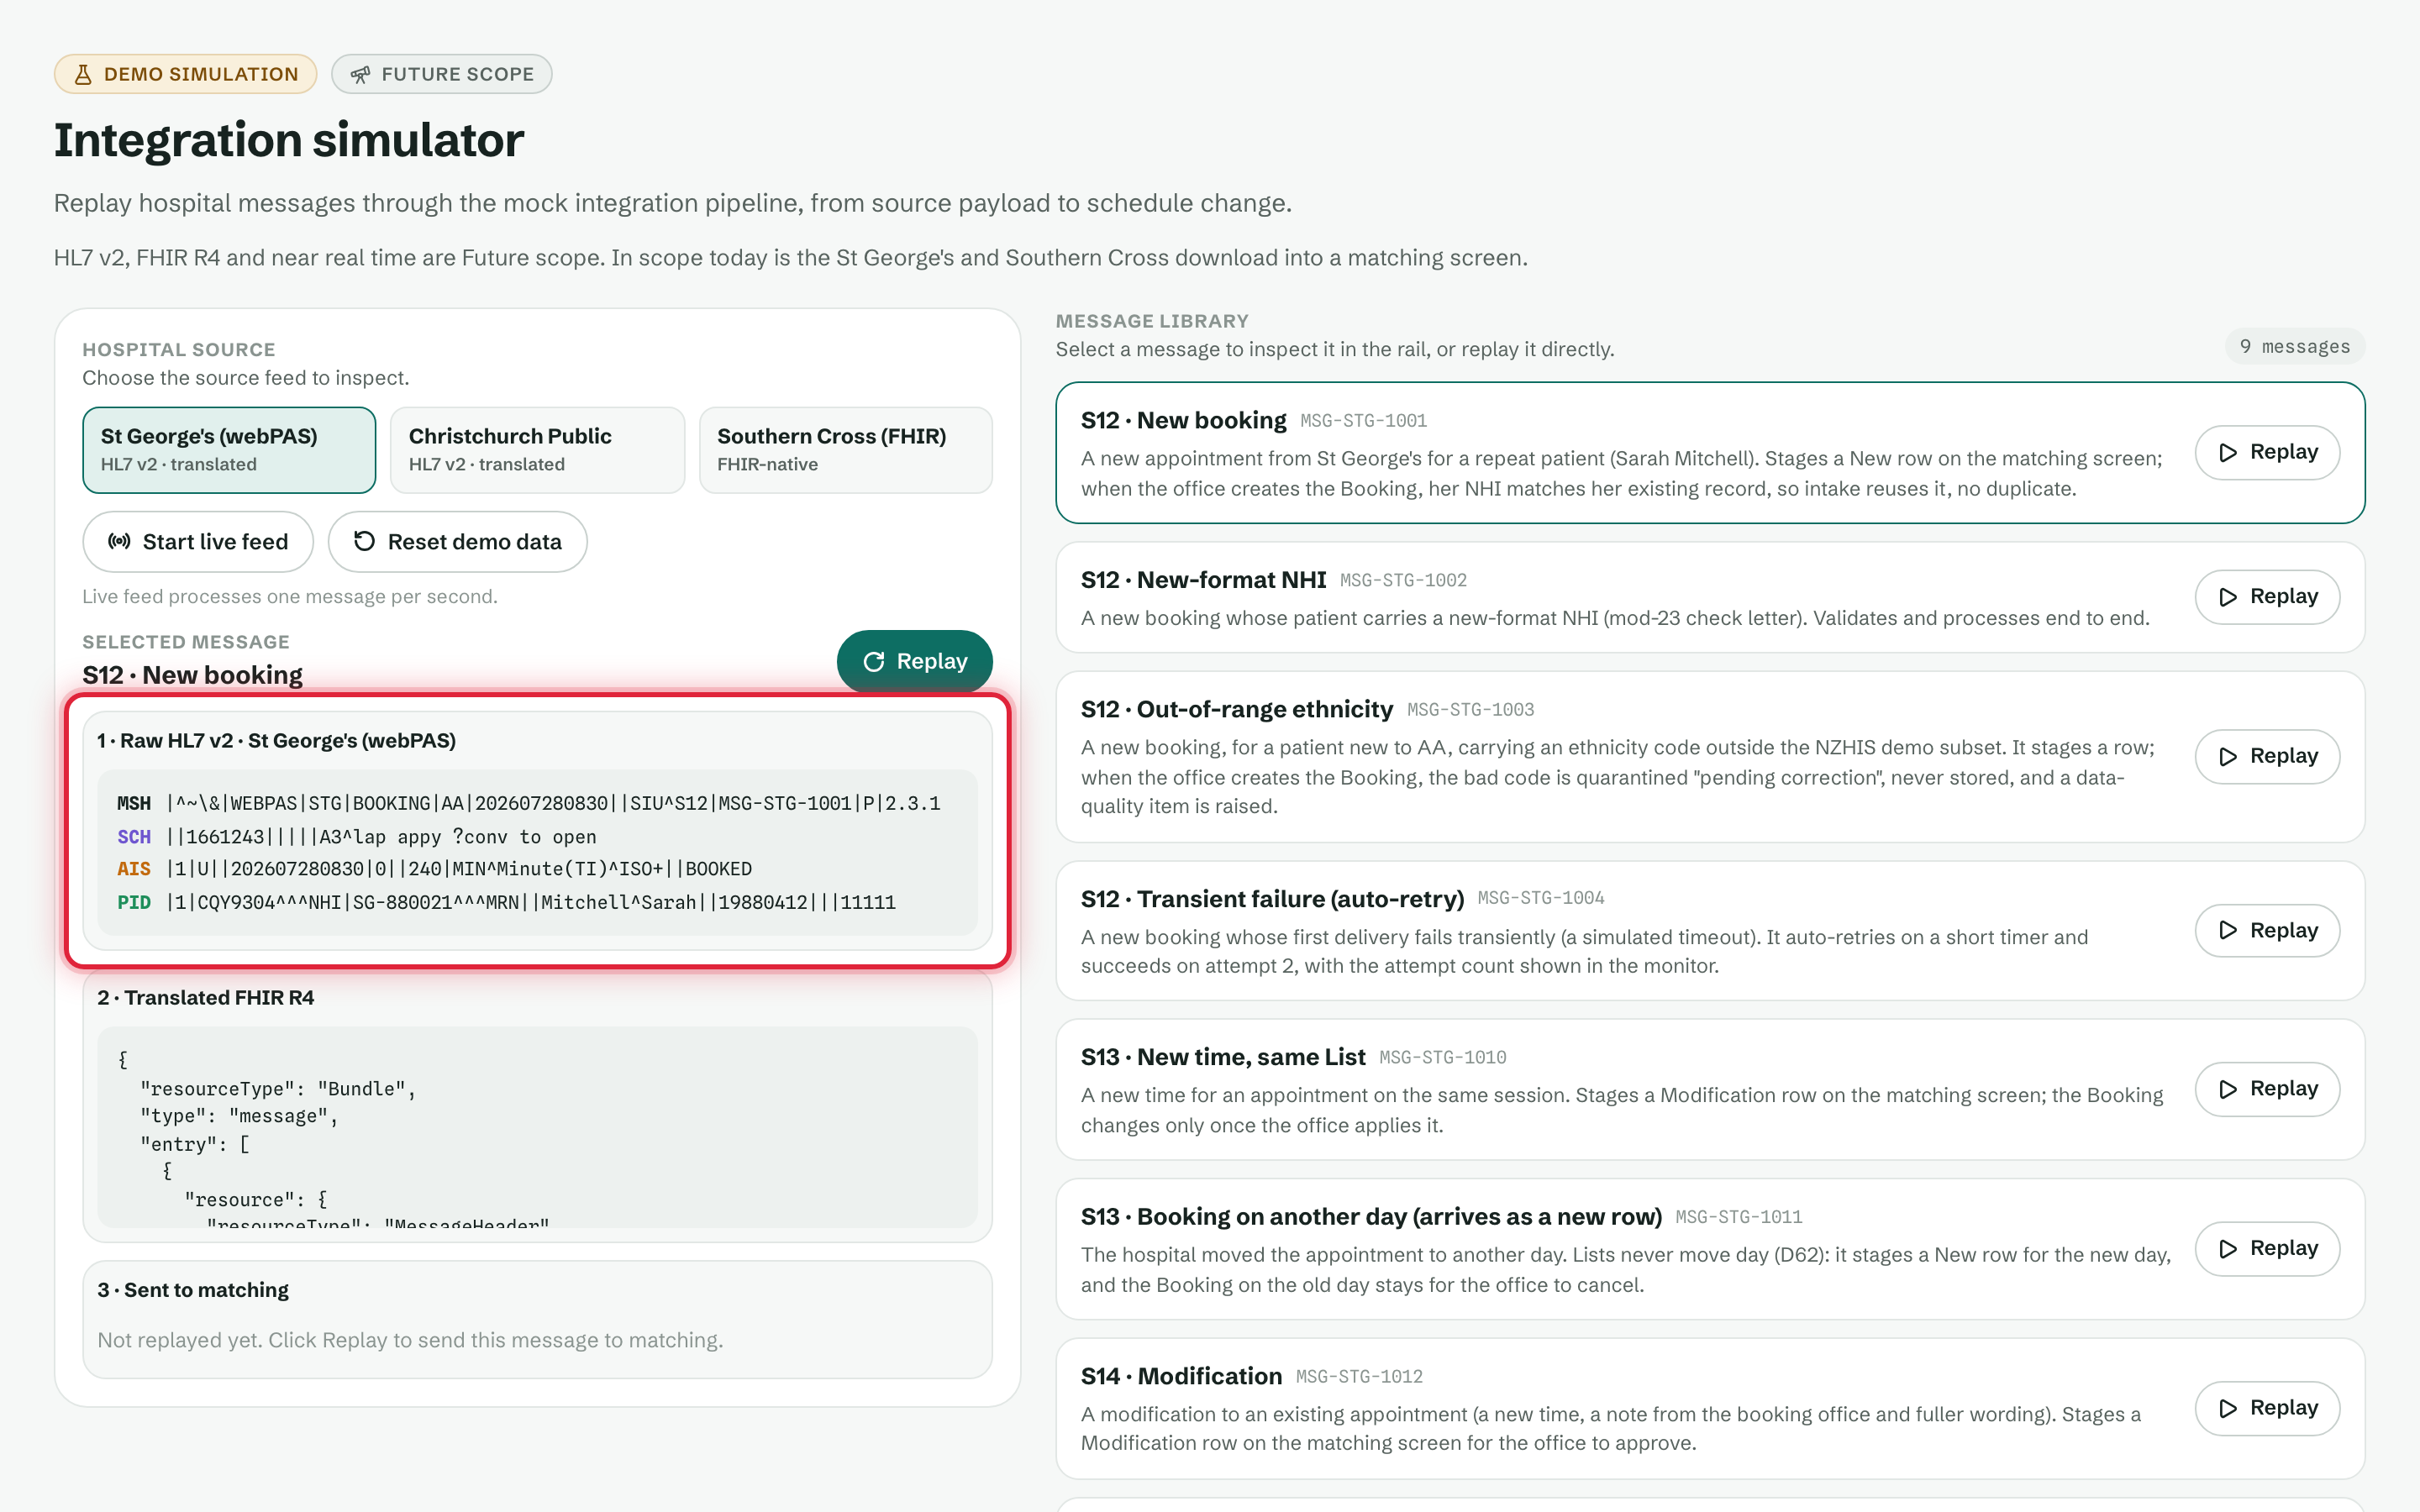 DEMO SIMULATION
FUTURE SCOPE
Integration simulator
Replay hospital messages through the mock integration pipeline, from source payload to schedule change.
HL7 v2, FHIR R4 and near real time are Future scope. In scope today is the St George's and Southern Cross download into a matching screen.
HOSPITAL SOURCE
Choose the source feed to inspect.
St George's (webPAS)
HL7 v2 · translated
Christchurch Public
HL7 v2 · translated
Southern Cross (FHIR)
FHIR-native
Start live feed
Reset demo data
Live feed processes one message per second.
SELECTED MESSAGE
S12 · New booking
Replay
1 · Raw HL7 v2 · St George's (webPAS)
MSH |^~\&|WEBPAS|STG|BOOKING|AA|202607280830||SIU^S12|MSG-STG-1001|P|2.3.1
SCH ||1661243|||||A3^lap appy ?conv to open
AIS |1|U||202607280830|0||240|MIN^Minute(TI)^ISO+||BOOKED
PID |1|CQY9304^^^NHI|SG-880021^^^MRN||Mitchell^Sarah||19880412|||11111
2 · Translated FHIR R4
{
"resourceType": "Bundle",
"type": "message",
"entry": [
{
"resource": {
"resourceType": "MessageHeader"
3 · Sent to matching
Not replayed yet. Click Replay to send this message to matching.
MESSAGE LIBRARY
Select a message to inspect it in the rail, or replay it directly.
9 messages
S12 · New booking MSG-STG-1001
A new appointment from St George's for a repeat patient (Sarah Mitchell). Stages a New row on the matching screen;
when the office creates the Booking, her NHI matches her existing record, so intake reuses it, no duplicate.
Replay
S12 · New-format NHI MSG-STG-1002
A new booking whose patient carries a new-format NHI (mod-23 check letter). Validates and processes end to end.
Replay
S12 · Out-of-range ethnicity MSG-STG-1003
A new booking, for a patient new to AA, carrying an ethnicity code outside the NZHIS demo subset. It stages a row;
when the office creates the Booking, the bad code is quarantined "pending correction", never stored, and a data-
quality item is raised.
Replay
S12 · Transient failure (auto-retry) MSG-STG-1004
A new booking whose first delivery fails transiently (a simulated timeout). It auto-retries on a short timer and
succeeds on attempt 2, with the attempt count shown in the monitor.
Replay
S13 · New time, same List MSG-STG-1010
A new time for an appointment on the same session. Stages a Modification row on the matching screen; the Booking
changes only once the office applies it.
Replay
S13 · Booking on another day (arrives as a new row) MSG-STG-1011
The hospital moved the appointment to another day. Lists never move day (D62): it stages a New row for the new day,
and the Booking on the old day stays for the office to cancel.
Replay
S14 · Modification MSG-STG-1012
A modification to an existing appointment (a new time, a note from the booking office and fuller wording). Stages a
Modification row on the matching screen for the office to approve.
Replay